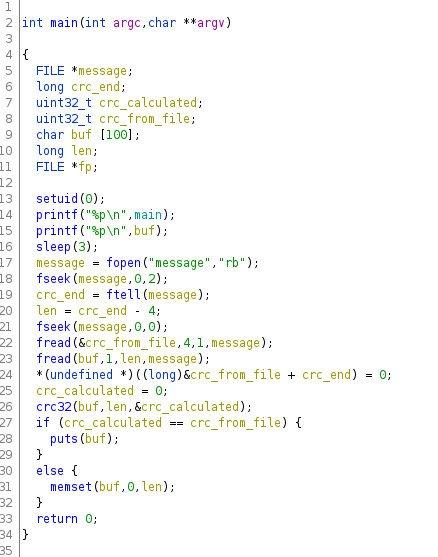 1
2 int main(int argc,char **argv)
3
4 {
5 FILE *message;
6 long crc_end;
7 uint32_t crc_calculated;
8 uint32_t crc_from_file;
9 char buf [100];
10 long len;
11 FILE *fp;
12
13 setuid(0);
14 printf("%p\n",main);
15 printf("%p\n",buf);
16 sleep(3);
17 message = fopen("message","rb");
18 fseek(message,0,2);
19 crc_end = ftell(message);
20 len = crc_end - 4;
21 fseek(message,0,0);
22 fread(&crc_from_file,4,1,message);
23 fread(buf,1,len,message);
24 *(undefined *)((long)&crc_from_file + crc_end) = 0;
25 crc_calculated = 0;
26 crc32(buf,len,&crc_calculated);
27 if (crc_calculated == crc_from_file) {
28 puts(buf);
29 }
30 else {
31 memset(buf,0,len);
32 }
33 return 0;
34 }
35